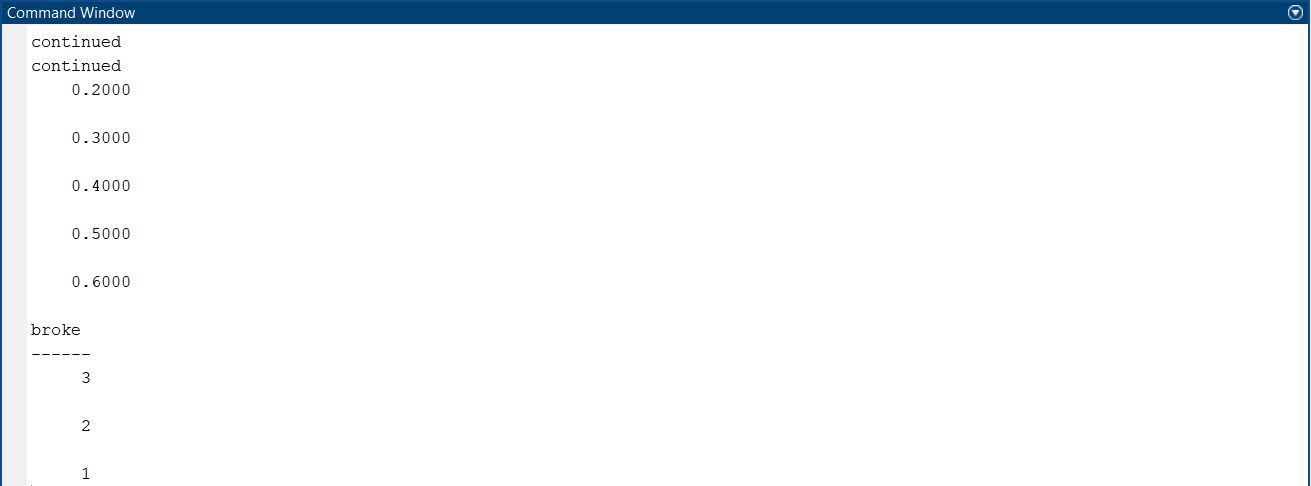 Command Window
continued
continued
0.2000
0.3000
0.4000
0.5000
0.6000
broke
------
3
2
1